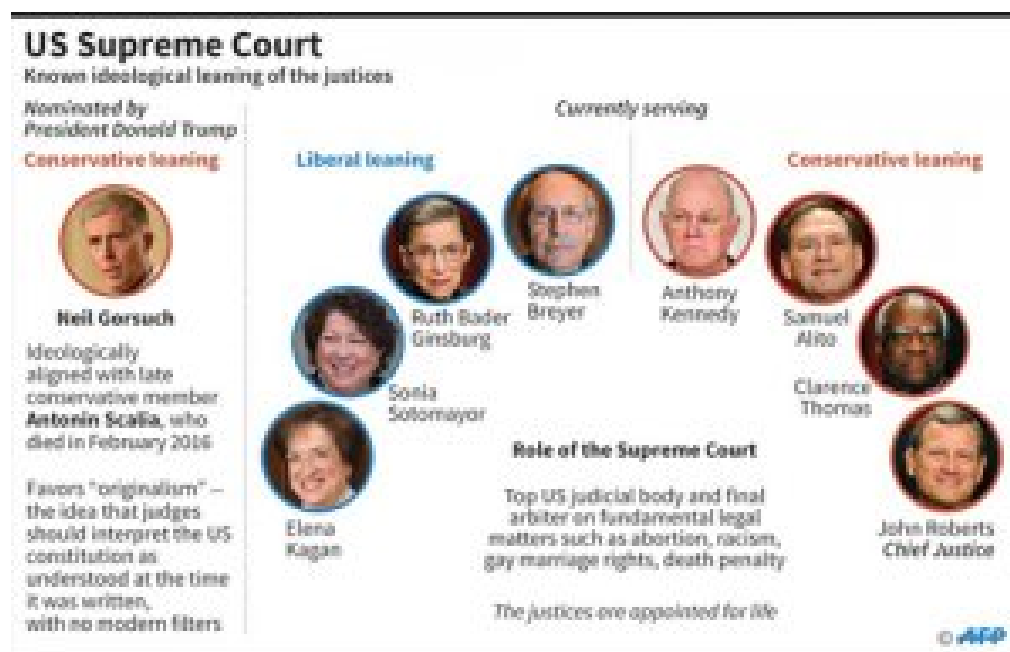 US Supreme Court
Known ideological leaning of the justices
Nominated by
President Donald Trump
Conservative leaning
Neil Gorsuch
Ideologically
aligned with late
conservative member
Antonin Scalia, who
died in February 2016
Favors "originalism" —
the idea that judges
should interpret the US
constitution as
understood at the time
it was written,
with no modern filters
Currently serving
Liberal leaning
Conservative leaning
Elena
Kagan
Sonia
Sotomayor
Ruth Bader
Ginsburg
Stephen
Breyer
Anthony
Kennedy
Samuel
Alito
Clarence
Thomas
John Roberts
Chief Justice
Role of the Supreme Court
Top US judicial body and final
arbiter on fundamental legal
matters such as abortion, racism,
gay marriage rights, death penalty
The justices are appointed for life
© AFP